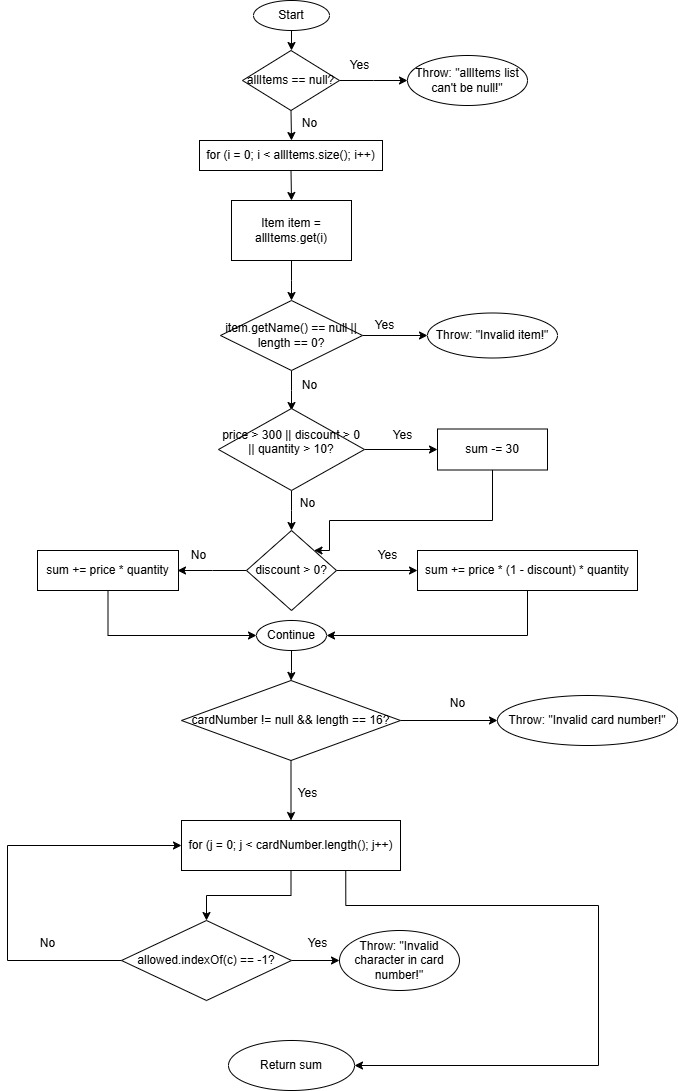 Start
allItems == null?
Yes
Throw: "allItems list
can't be null!"
No
for (i = 0; i < allItems.size(); i++)
Item item =
allItems.get(i)
item.getName() == null ||
length == 0?
Yes
Throw: "Invalid item!"
No
price > 300 || discount > 0
|| quantity > 10?
Yes
sum -= 30
No
discount > 0?
No
sum += price * quantity
Yes
sum += price * (1 - discount) * quantity
Continue
cardNumber != null && length == 16?
No
Throw: "Invalid card number!"
Yes
for (j = 0; j < cardNumber.length(); j++)
No
allowed.indexOf(c) == -1?
Yes
Throw: "Invalid
character in card
number!"
Return sum